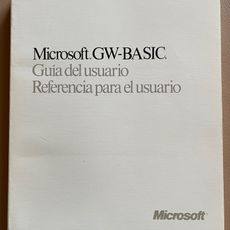 Microsoft® GW-BASIC®
Guía del usuario
Referencia para el usuario
Microsoft®